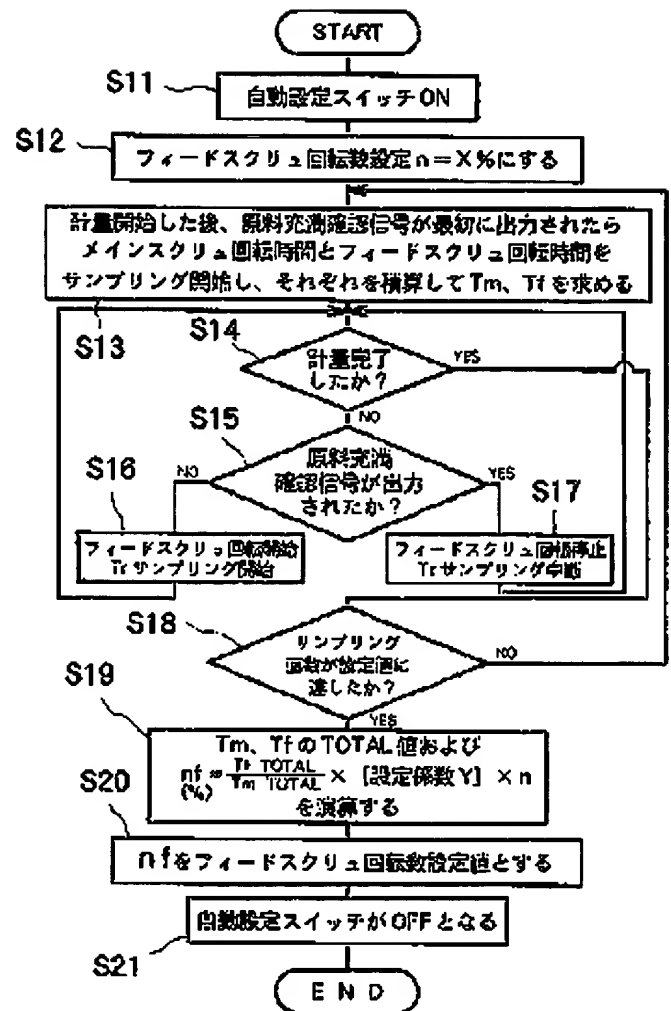 START
S11
自動設定スイッチON
S12
フィードスクリュ回転数設定n=X%にする
計量開始した後、原料充満確認信号が最初に出力されたら
メインスクリュ回転時間とフィードスクリュ回転時間を
サンプリング開始し、それぞれを積算してTm、Tfを求める
S13
S14
計量完了
したか?
YES
NO
S15
原料充満
確認信号が出力
されたか?
NO
YES
S16
フィードスクリュ回転開始
Tfサンプリング開始
S17
フィードスクリュ回転停止
Tfサンプリング中断
S18
サンプリング
回数が設定値に
達したか?
NO
YES
S19
Tm、TfのTOTAL値および
nf(%)=Tf TOTAL/Tm TOTAL×[設定係数Y]×n
を演算する
S20
nfをフィードスクリュ回転数設定値とする
自動設定スイッチがOFFとなる
S21
END